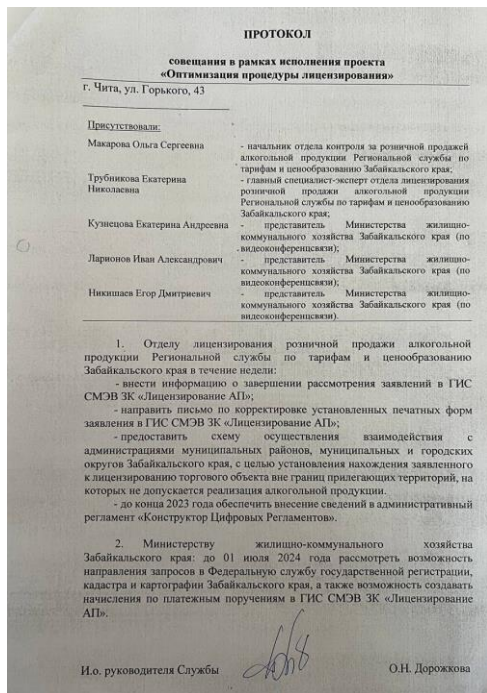 ПРОТОКОЛ
совещания в рамках исполнения проекта
«Оптимизация процедуры лицензирования»
г. Чита, ул. Горького, 43
Присутствовали:
Макарова Ольга Сергеевна - начальник отдела контроля за розничной продажей
алкогольной продукции Региональной службы по
тарифам и ценообразованию Забайкальского края;
Трубникова Екатерина - главный специалист-эксперт отдела лицензирования
Николаевна розничной продажи алкогольной продукции
Региональной службы по тарифам и ценообразованию
Забайкальского края;
Кузнецова Екатерина Андреевна - представитель Министерства жилищно-
коммунального хозяйства Забайкальского края (по
видеоконференцсвязи);
Ларионов Иван Александрович - представитель Министерства жилищно-
коммунального хозяйства Забайкальского края (по
видеоконференцсвязи);
Никишаев Егор Дмитриевич - представитель Министерства жилищно-
коммунального хозяйства Забайкальского края (по
видеоконференцсвязи).
1. Отделу лицензирования розничной продажи алкогольной
продукции Региональной службы по тарифам и ценообразованию
Забайкальского края в течение недели:
- внести информацию о завершении рассмотрения заявлений в ГИС
СМЭВ ЗК «Лицензирование АП»;
- направить письмо по корректировке установленных печатных форм
заявления в ГИС СМЭВ ЗК «Лицензирование АП»;
- предоставить схему осуществления взаимодействия с
администрациями муниципальных районов, муниципальных и городских
округов Забайкальского края, с целью установления нахождения заявленного
к лицензированию торгового объекта вне границ прилегающих территорий, на
которых не допускается реализация алкогольной продукции.
- до конца 2023 года обеспечить внесение сведений в административный
регламент «Конструктор Цифровых Регламентов».
2. Министерству жилищно-коммунального хозяйства
Забайкальского края: до 01 июля 2024 года рассмотреть возможность
направления запросов в Федеральную службу государственной регистрации,
кадастра и картографии Забайкальского края, а также возможность создавать
начисления по платежным поручениям в ГИС СМЭВ ЗК «Лицензирование
АП».
И.о. руководителя Службы О.Н. Дорожкова